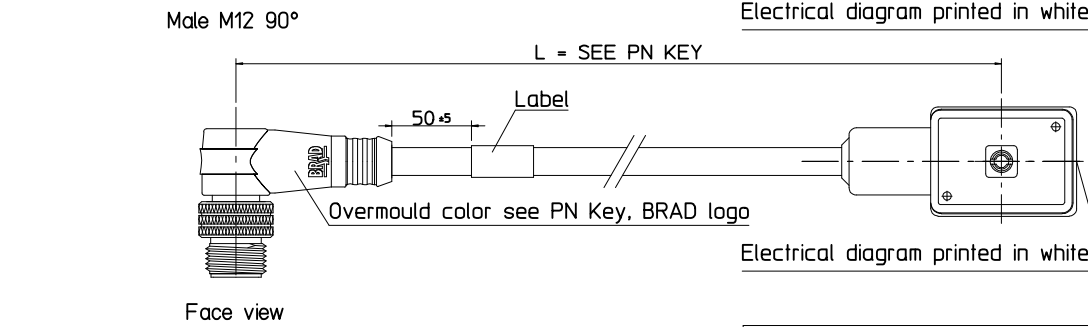 Electrical diagram printed in white
Male M12 90°
L = SEE PN KEY
Label
50 ±5
BRAD
Overmould color see PN Key, BRAD logo
Electrical diagram printed in white
Face view